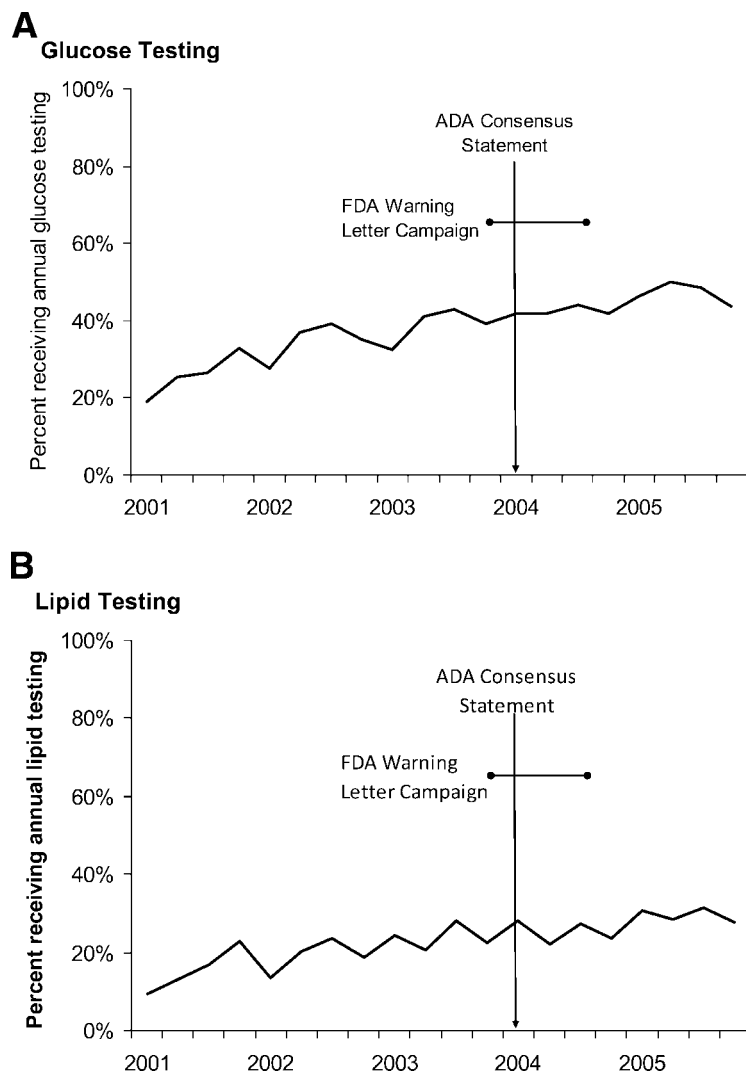 A
Glucose Testing
Percent receiving annual glucose testing
100%
80%
60%
40%
20%
0%
ADA Consensus
Statement
FDA Warning
Letter Campaign
2001 2002 2003 2004 2005
B
Lipid Testing
Percent receiving annual lipid testing
100%
80%
60%
40%
20%
0%
ADA Consensus
Statement
FDA Warning
Letter Campaign
2001 2002 2003 2004 2005